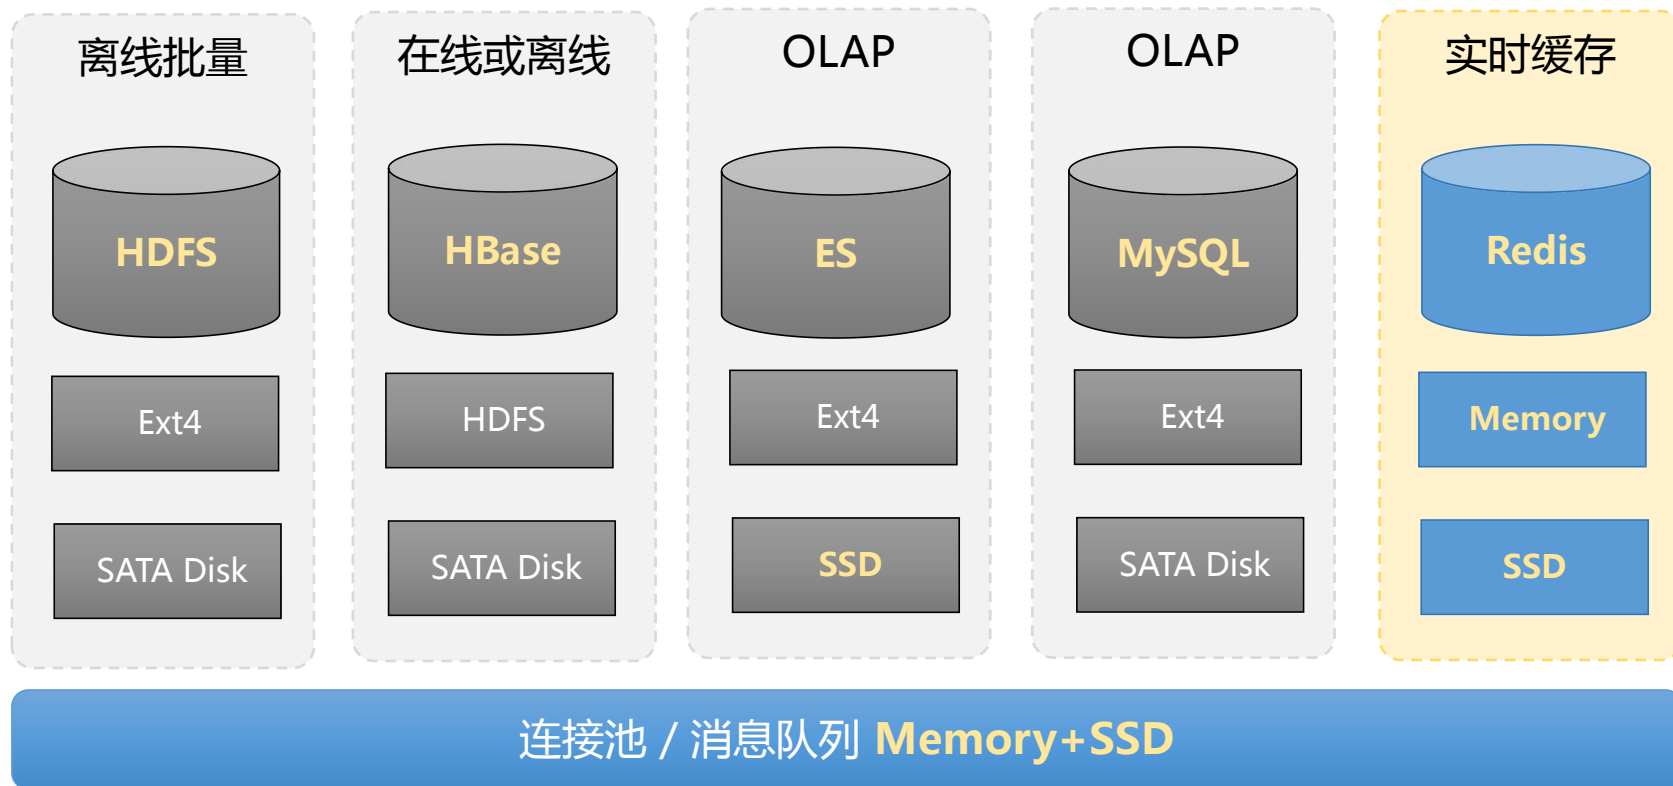 离线批量
HDFS
Ext4
SATA Disk
在线或离线
HBase
HDFS
SATA Disk
OLAP
ES
Ext4
SSD
OLAP
MySQL
Ext4
SATA Disk
实时缓存
Redis
Memory
SSD
连接池 / 消息队列 Memory+SSD